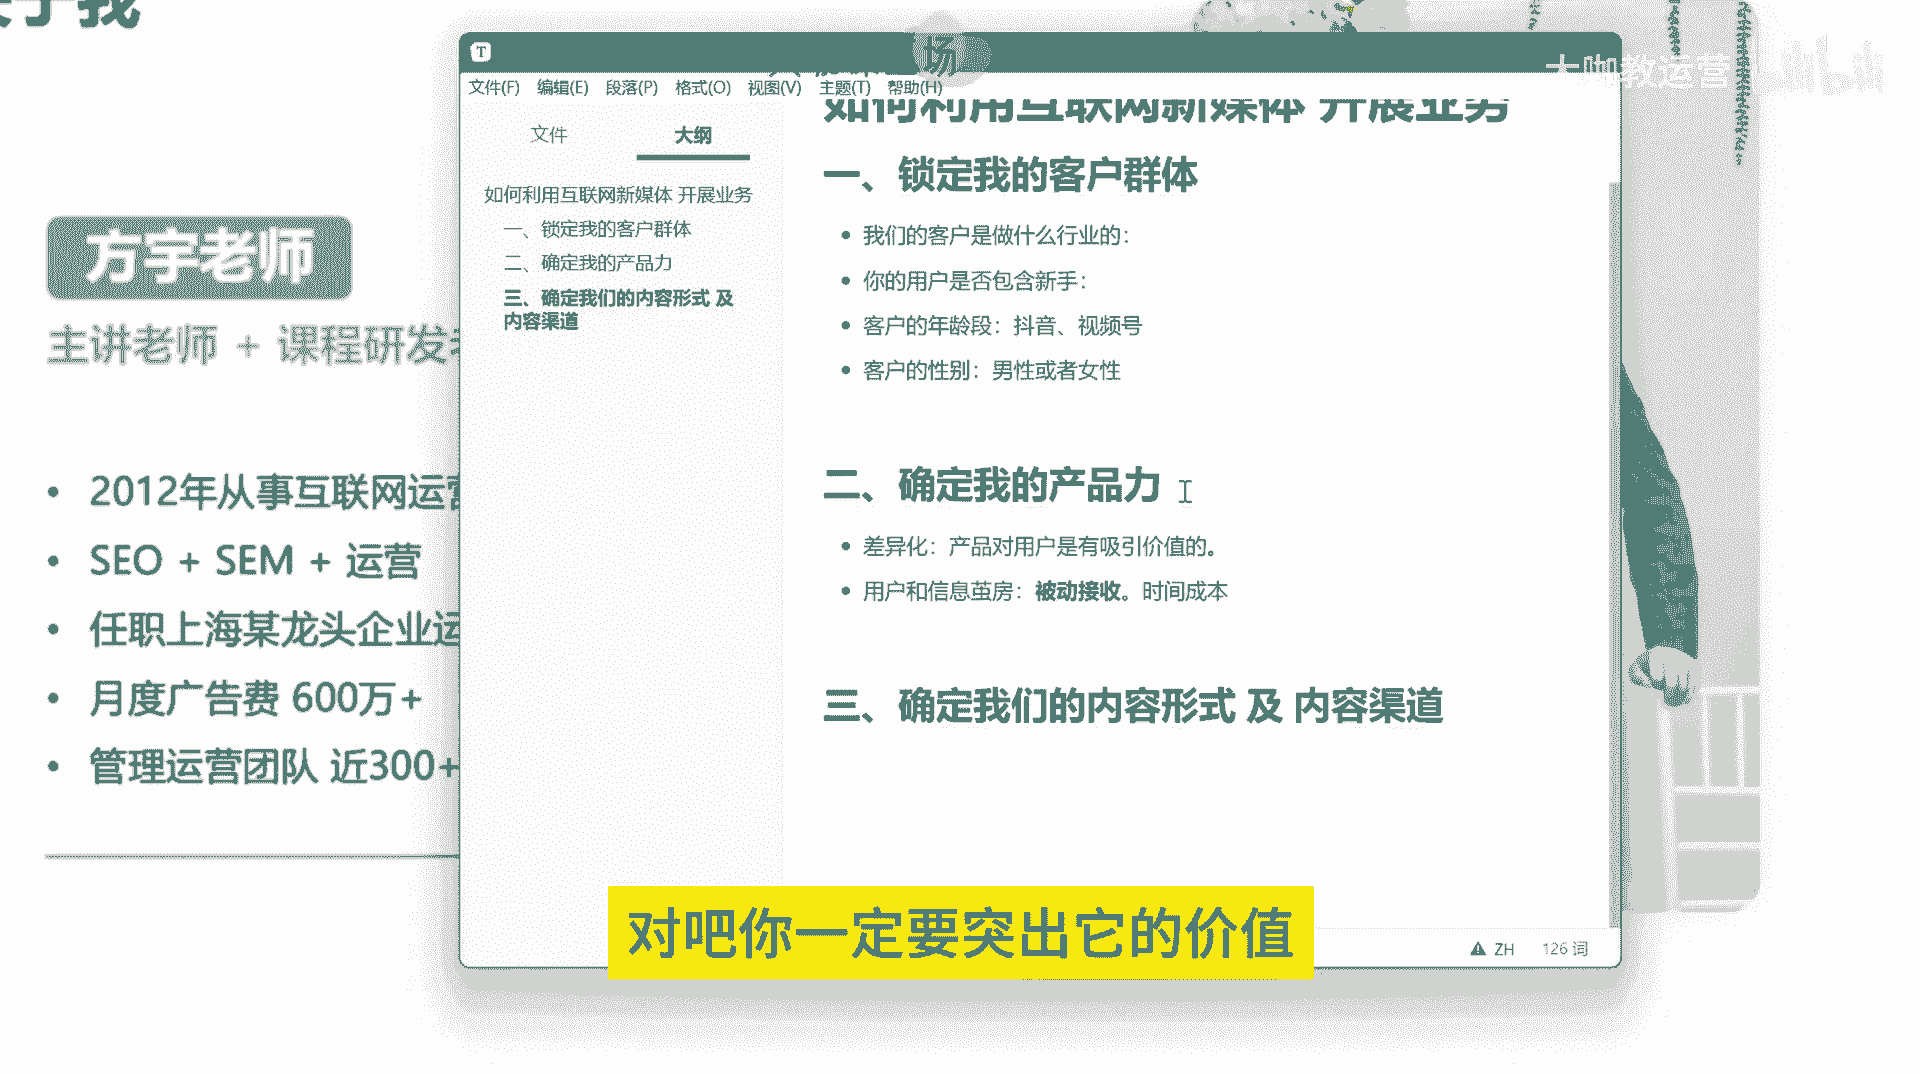 关于我
方宇老师
主讲老师 + 课程研发
2012年从事互联网运营
SEO + SEM + 运营
任职上海某龙头企业运
月度广告费 600万+
管理运营团队 近300+
T
场
大咖教运营
文件(F) 编辑(E) 段落(P) 格式(O) 视图(V) 主题(T) 帮助(H)
文件 大纲
如何利用互联网新媒体 开展业务
一、锁定我的客户群体
二、确定我的产品力
三、确定我们的内容形式 及
内容渠道
如何利用互联网新媒体 开展业务
一、锁定我的客户群体
我们的客户是做什么行业的：
你的用户是否包含新手：
客户的年龄段：抖音、视频号
客户的性别：男性或者女性
二、确定我的产品力
差异化：产品对用户是有吸引价值的。
用户和信息茧房：被动接收。时间成本
三、确定我们的内容形式 及 内容渠道
ZH 126 词
对吧你一定要突出它的价值